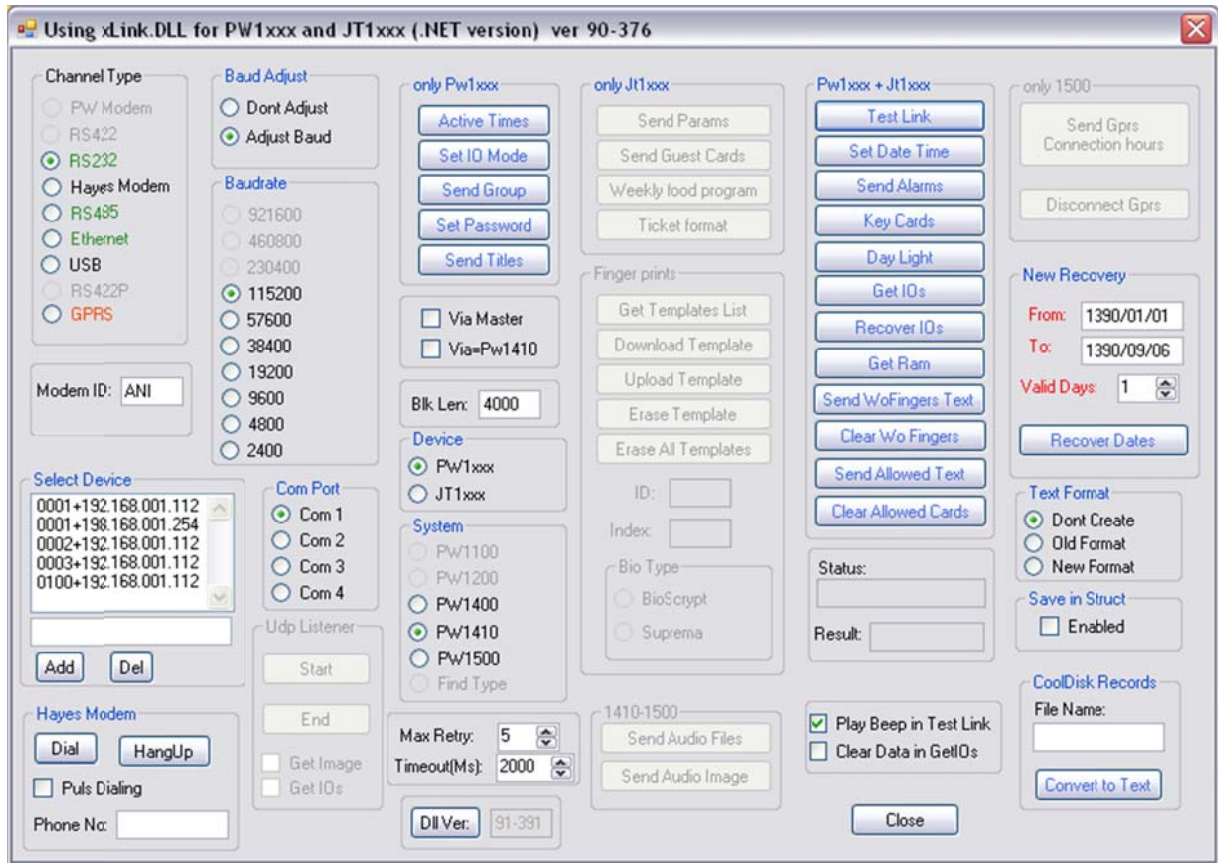 Using xLink.DLL for PW1xxx and JT1xxx (.NET version) ver 90-376
Channel Type
PW Modem
RS422
RS232
Hayes Modem
RS485
Ethernet
USB
RS422P
GPRS
Modem ID: ANI
Baud Adjust
Dont Adjust
Adjust Baud
Baudrate
921600
460800
230400
115200
57600
38400
19200
9600
4800
2400
Select Device
0001+192.168.001.112
0001+198.168.001.254
0002+192.168.001.112
0003+192.168.001.112
0100+192.168.001.112
Add Del
Com Port
Com 1
Com 2
Com 3
Com 4
Udp Listener
Start
End
Get Image
Get IOs
Hayes Modem
Dial HangUp
Puls Dialing
Phone No:
only Pw1xxx
Active Times
Set IO Mode
Send Group
Set Password
Send Titles
Via Master
Via=Pw1410
Blk Len: 4000
Device
PW1xxx
JT1xxx
System
PW1100
PW1200
PW1400
PW1410
PW1500
Find Type
Max Retry: 5
Timeout(Ms): 2000
Dll Ver: 91-391
only Jt1xxx
Send Params
Send Guest Cards
Weekly food program
Ticket format
Finger prints
Get Templates List
Download Template
Upload Template
Erase Template
Erase All Templates
ID:
Index:
Bio Type
BioScrypt
Suprema
1410-1500
Send Audio Files
Send Audio Image
Pw1xxx + Jt1xxx
Test Link
Set Date Time
Send Alarms
Key Cards
Day Light
Get IOs
Recover IOs
Get Ram
Send WoFingers Text
Clear Wo Fingers
Send Allowed Text
Clear Allowed Cards
Status:
Result:
Play Beep in Test Link
Clear Data in GetIOs
Close
only 1500
Send Gprs
Connection hours
Disconnect Gprs
New Recovery
From: 1390/01/01
To: 1390/09/06
Valid Days: 1
Recover Dates
Text Format
Dont Create
Old Format
New Format
Save in Struct
Enabled
CoolDisk Records
File Name:
Convert to Text